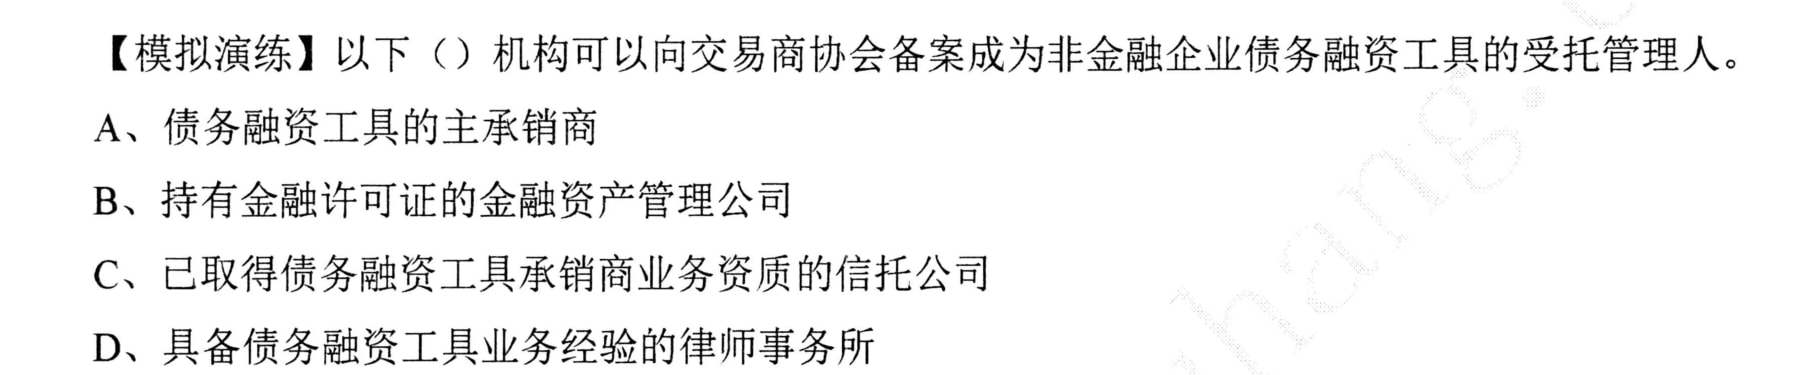 【模拟演练】以下（）机构可以向交易商协会备案成为非金融企业债务融资工具的受托管理人。
A、债务融资工具的主承销商
B、持有金融许可证的金融资产管理公司
C、已取得债务融资工具承销商业务资质的信托公司
D、具备债务融资工具业务经验的律师事务所